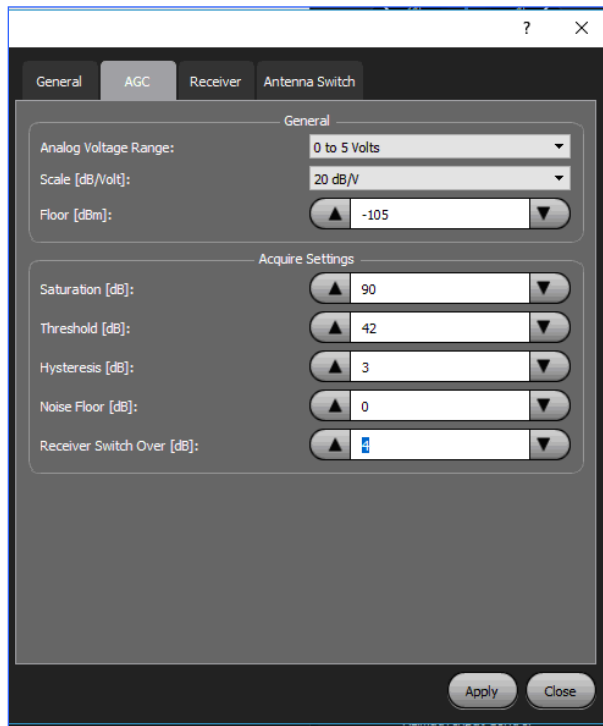 ?
General AGC Receiver Antenna Switch
General
Analog Voltage Range: 0 to 5 Volts
Scale [dB/Volt]: 20 dB/V
Floor [dBm]: -105
Acquire Settings
Saturation [dB]: 90
Threshold [dB]: 42
Hysteresis [dB]: 3
Noise Floor [dB]: 0
Receiver Switch Over [dB]: 4
Apply Close